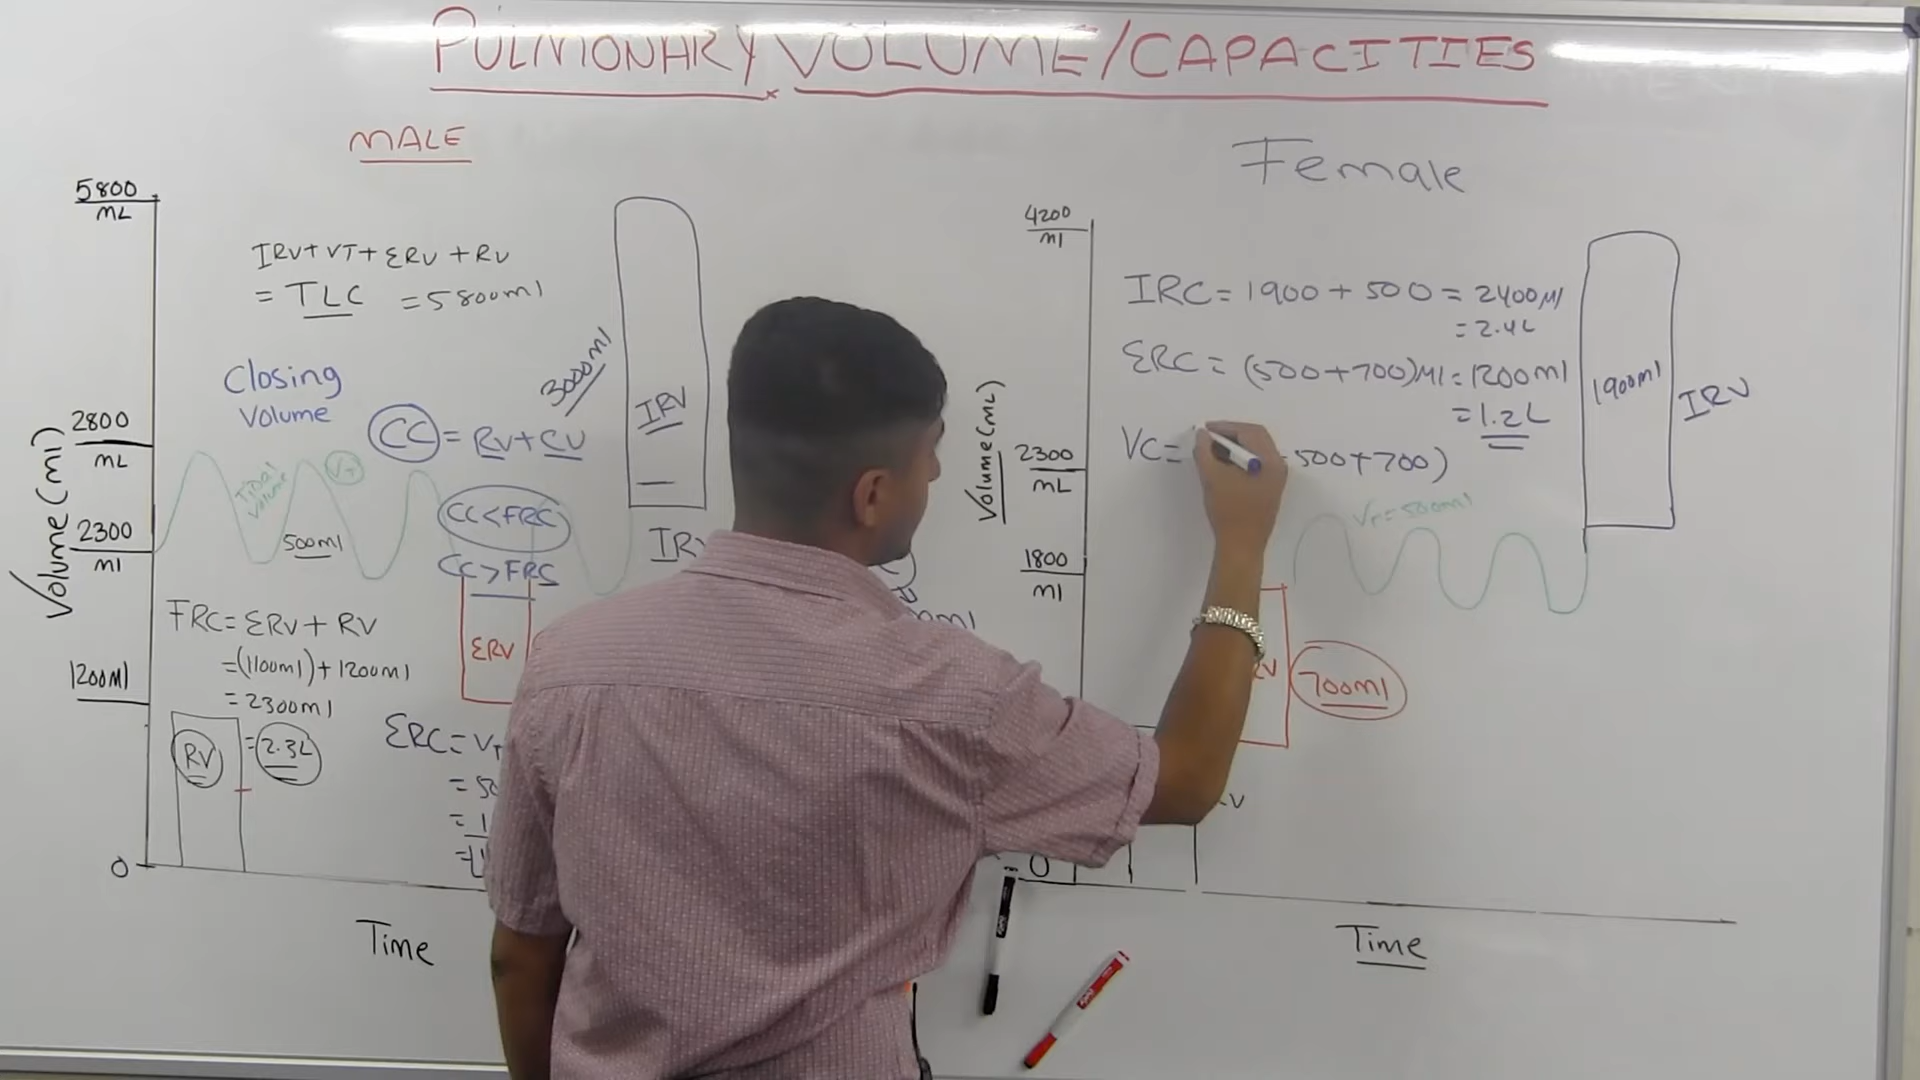 PULMONARY VOLUME/CAPACITIES
MALE
5800
ML
IRV+VT+ERV+RV
= TLC = 5800ml
Closing
Volume
CC = RV+CV
2800
ML
Tidal
Volume
VT
500ml
2300
ml
Volume(ml)
CC<FRC
CC>FRC
3000ml
IRV
FRC=ERV+RV
=(1100ml)+1200ml
=2300ml
=2.3L
1200ml
RV
ERV
ERC=VT
0
Time
Female
4200
ml
IRC=1900+500=2400Ml
=2.4L
ERC=(500+700)Ml=1200ml
=1.2L
VC=
500+700)
Volume(mL)
2300
mL
VT=500ml
1800
ml
700ml
1900ml
IRV
0
Time